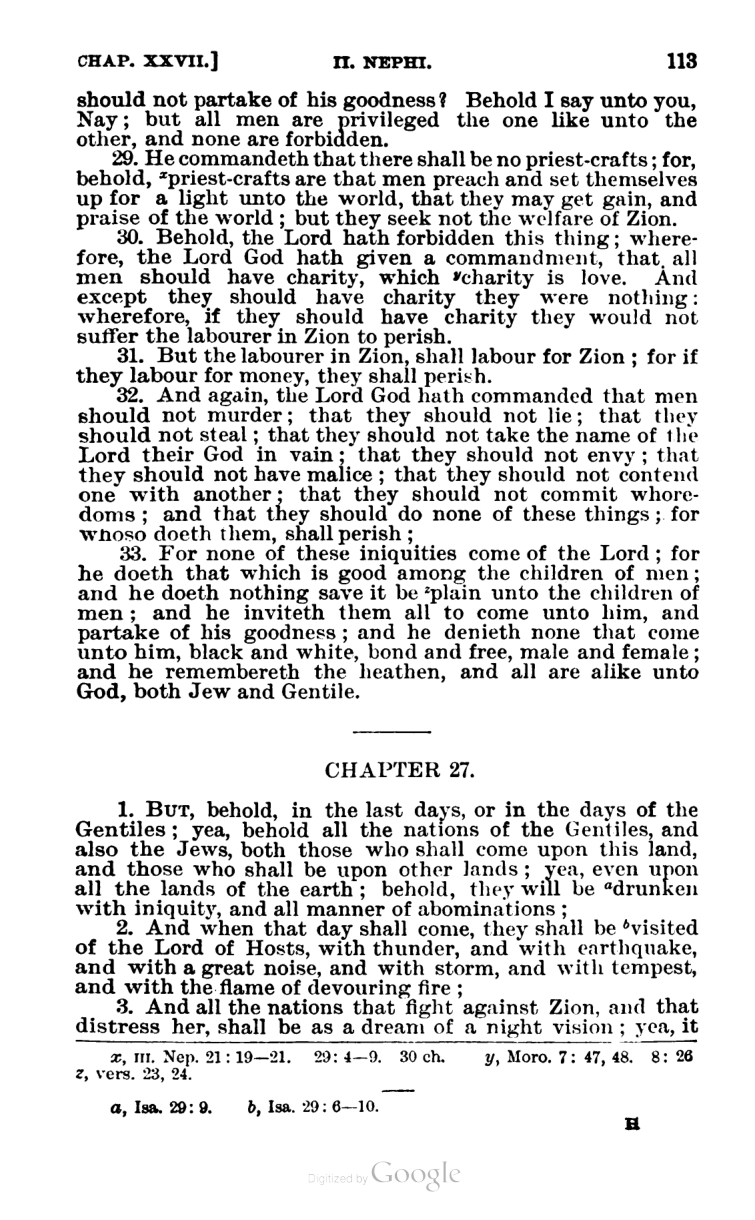 CHAP. XXVII.] II. NEPHI. 113
should not partake of his goodness? Behold I say unto you,
Nay; but all men are privileged the one like unto the
other, and none are forbidden.
29. He commandeth that there shall be no priest-crafts; for,
behold, ˣpriest-crafts are that men preach and set themselves
up for a light unto the world, that they may get gain, and
praise of the world; but they seek not the welfare of Zion.
30. Behold, the Lord hath forbidden this thing; where-
fore, the Lord God hath given a commandment, that all
men should have charity, which ʸcharity is love. And
except they should have charity they were nothing:
wherefore, if they should have charity they would not
suffer the labourer in Zion to perish.
31. But the labourer in Zion, shall labour for Zion; for if
they labour for money, they shall perish.
32. And again, the Lord God hath commanded that men
should not murder; that they should not lie; that they
should not steal; that they should not take the name of the
Lord their God in vain; that they should not envy; that
they should not have malice; that they should not contend
one with another; that they should not commit whore-
doms; and that they should do none of these things; for
whoso doeth them, shall perish;
33. For none of these iniquities come of the Lord; for
he doeth that which is good among the children of men;
and he doeth nothing save it be ᶻplain unto the children of
men; and he inviteth them all to come unto him, and
partake of his goodness; and he denieth none that come
unto him, black and white, bond and free, male and female;
and he remembereth the heathen, and all are alike unto
God, both Jew and Gentile.
CHAPTER 27.
1. BUT, behold, in the last days, or in the days of the
Gentiles; yea, behold all the nations of the Gentiles, and
also the Jews, both those who shall come upon this land,
and those who shall be upon other lands; yea, even upon
all the lands of the earth; behold, they will be ᵃdrunken
with iniquity, and all manner of abominations;
2. And when that day shall come, they shall be ᵇvisited
of the Lord of Hosts, with thunder, and with earthquake,
and with a great noise, and with storm, and with tempest,
and with the flame of devouring fire;
3. And all the nations that fight against Zion, and that
distress her, shall be as a dream of a night vision; yea, it
x, III. Nep. 21: 19—21. 29: 4—9. 30 ch. y, Moro. 7: 47, 48. 8: 26
z, vers. 23, 24.
a, Isa. 29: 9. b, Isa. 29: 6—10.
H
Digitized by Google